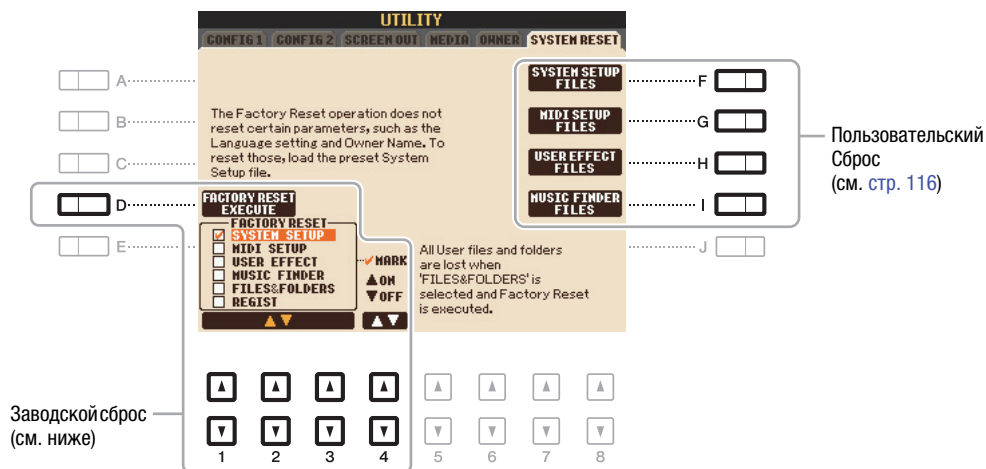 UTILITY
CONFIG 1 CONFIG 2 SCREEN OUT MEDIA OWNER SYSTEM RESET
A
B
C
D
E
The Factory Reset operation does not
reset certain parameters, such as the
Language setting and Owner Name. To
reset those, load the preset System
Setup file.
SYSTEM SETUP
FILES
MIDI SETUP
FILES
USER EFFECT
FILES
MUSIC FINDER
FILES
F
G
H
I
J
Пользовательский
Сброс
(см. стр. 116)
FACTORY RESET
EXECUTE
FACTORY RESET
SYSTEM SETUP
MIDI SETUP
USER EFFECT
MUSIC FINDER
FILES&FOLDERS
REGIST
✓MARK
▲ON
▼OFF
▲▼
▲▼
All User files and folders
are lost when
'FILES&FOLDERS' is
selected and Factory Reset
is executed.
Заводской сброс
(см. ниже)
1 2 3 4 5 6 7 8